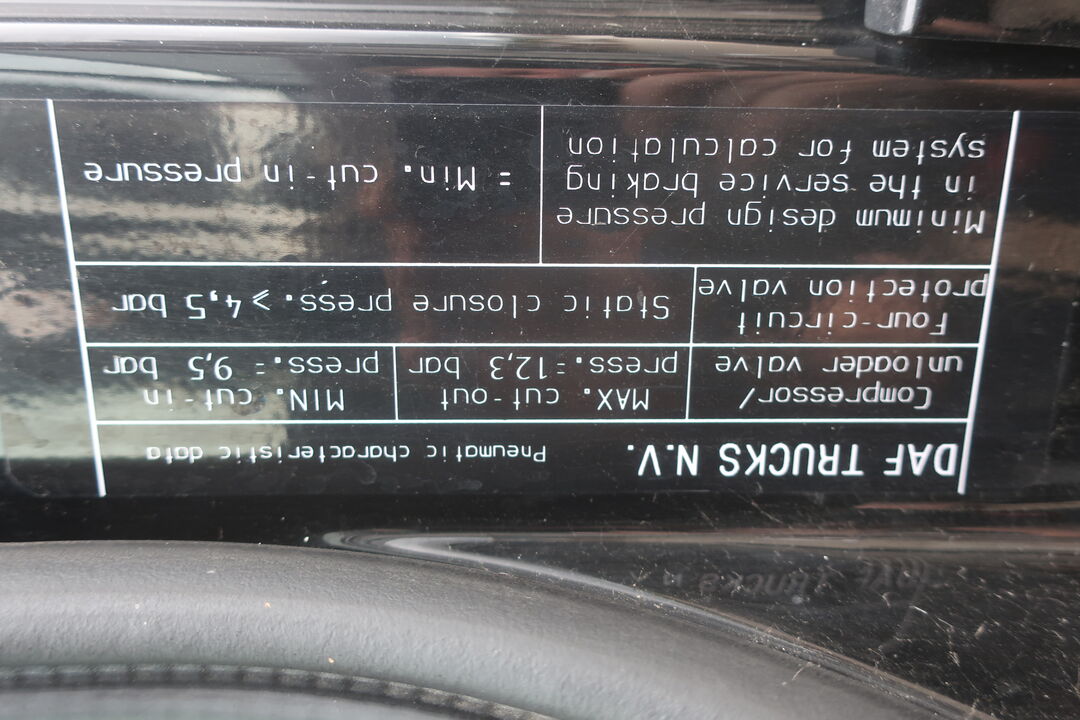 DAF TRUCKS N.V. Pneumatic characteristic data
Compressor/
unloader valve
MAX. cut-out
press.=12,3 bar
MIN. cut-in
press.= 9,5 bar
Four-circuit
protection valve
Static closure press. ⩾ 4,5 bar
Minimum design pressure
in the service braking
system for calculation
= Min. cut-in pressure